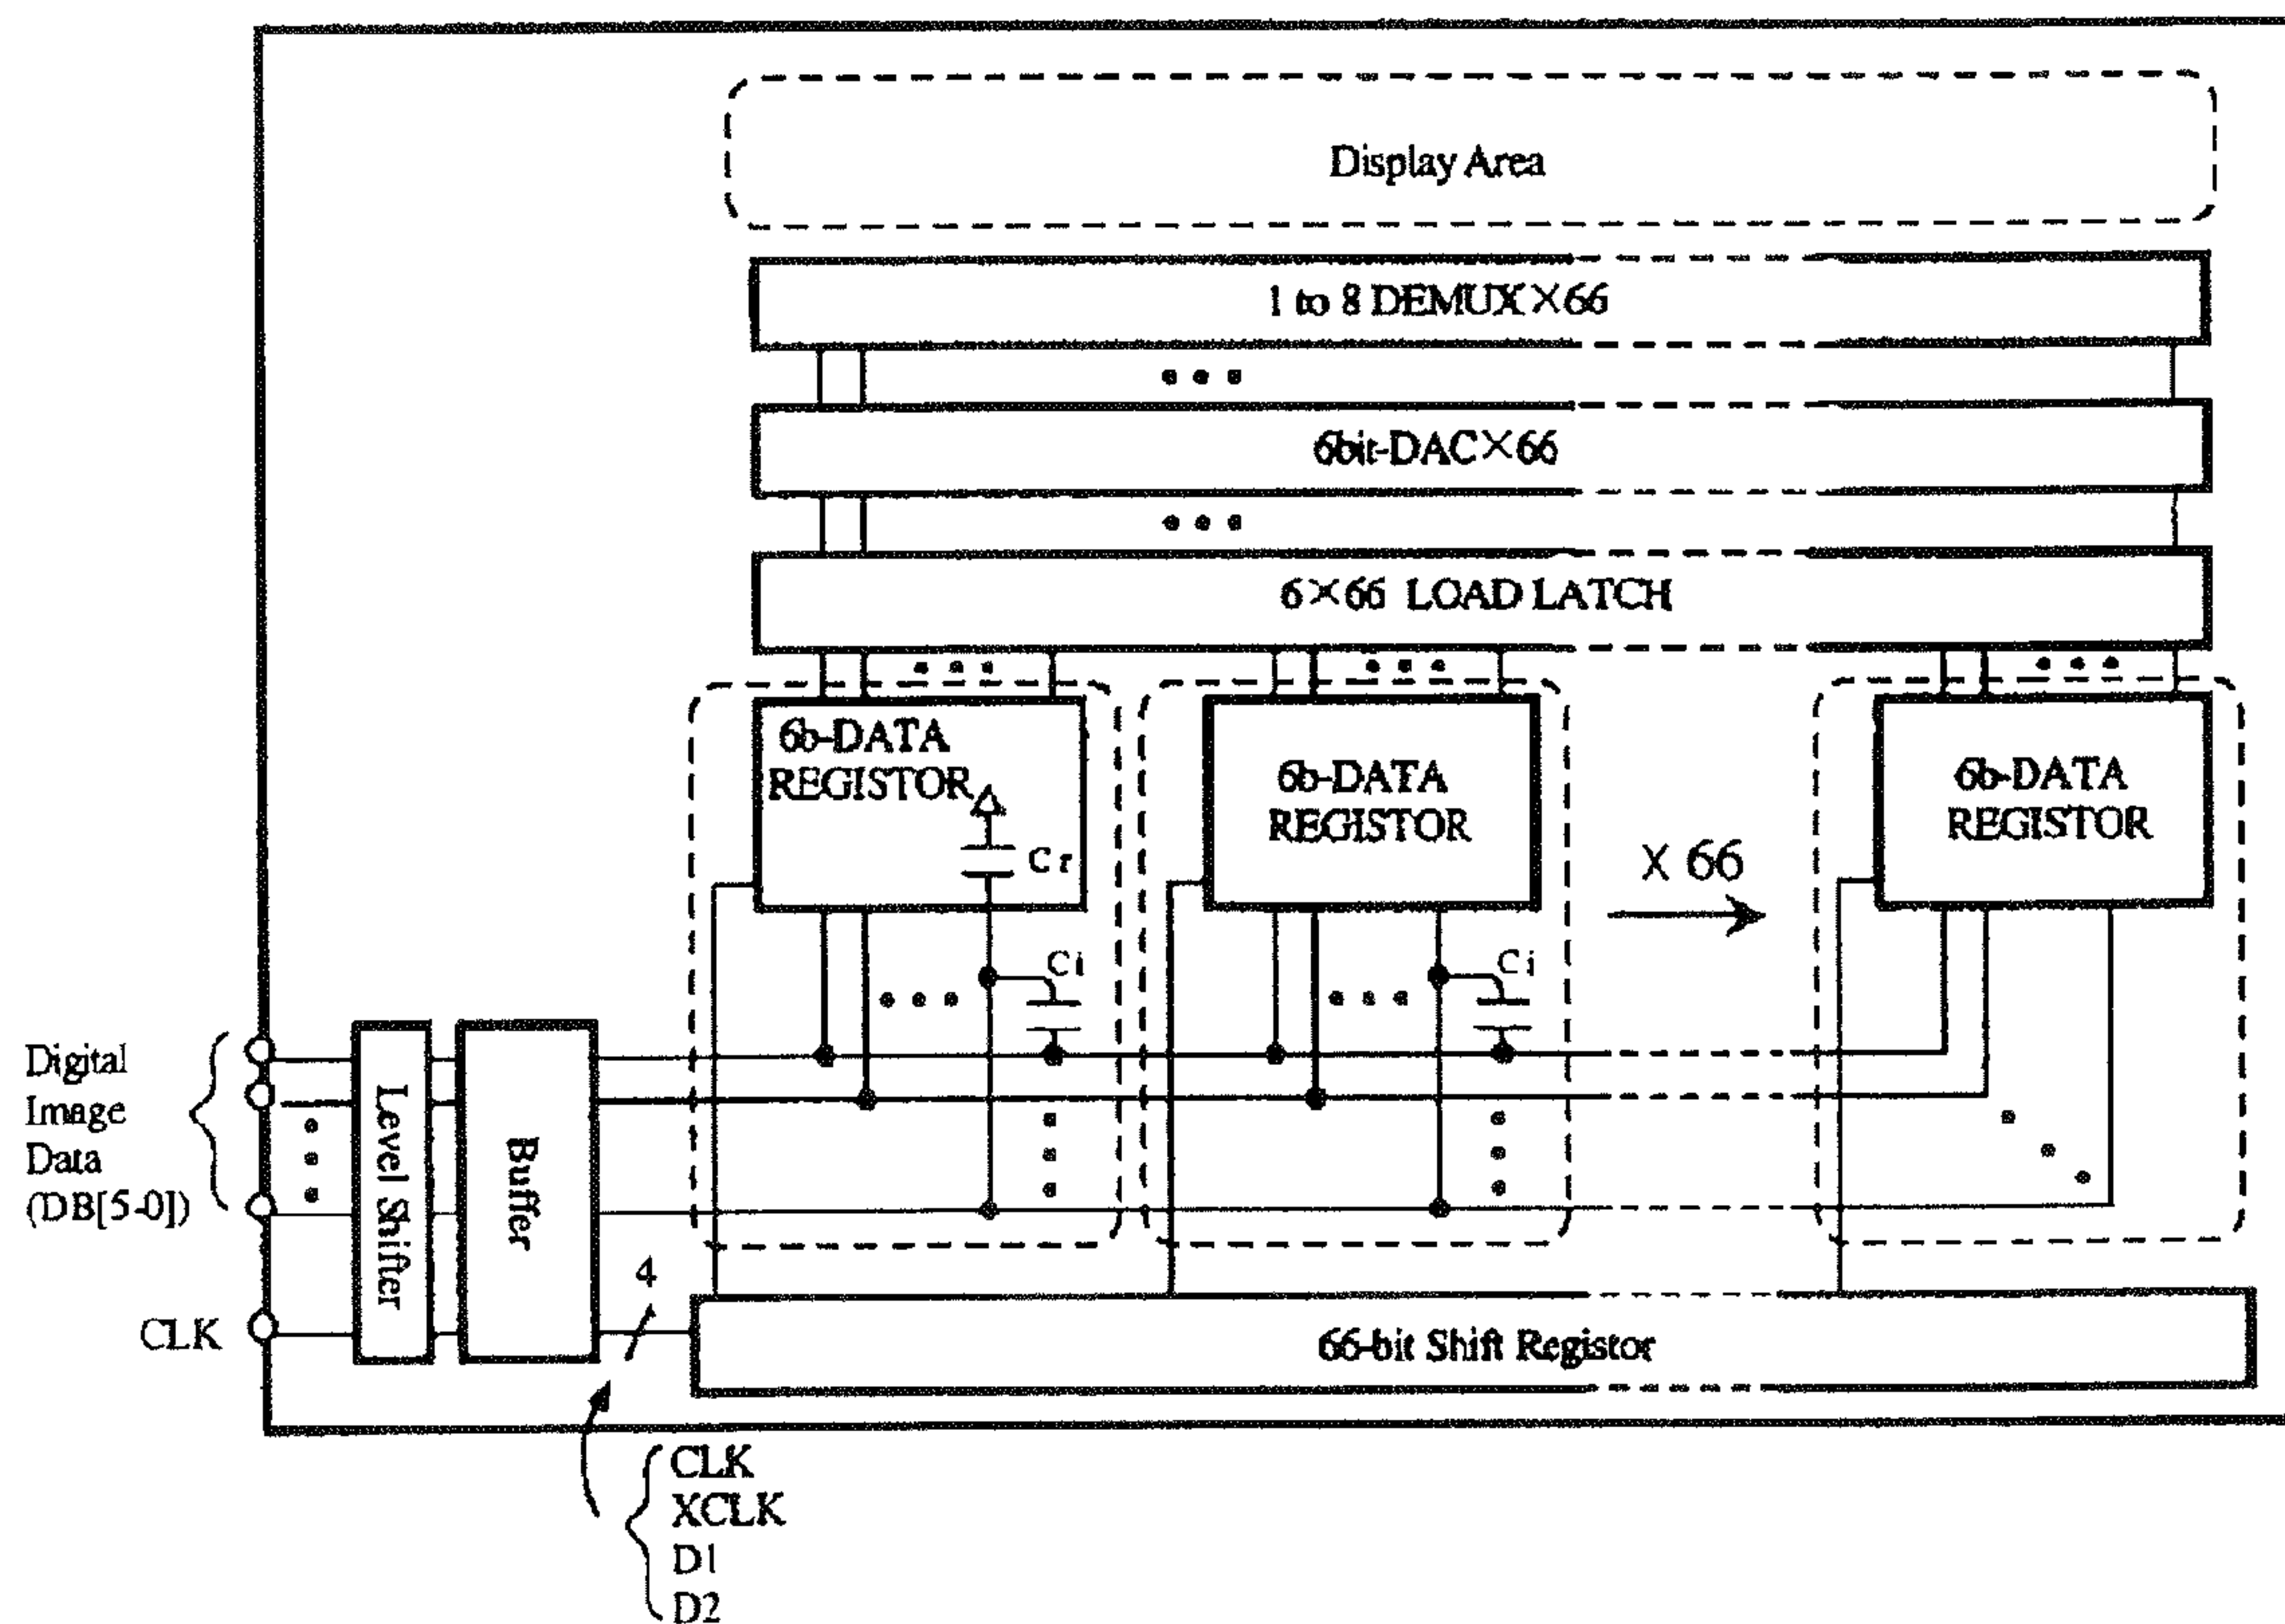 Display Area
1 to 8 DEMUX×66
6bit-DAC×66
6×66 LOAD LATCH
6b-DATA
REGISTOR
Cr
6b-DATA
REGISTOR
6b-DATA
REGISTOR
× 66
Ci
Ci
Digital
Image
Data
(DB[5-0])
Level Shifter
Buffer
4
CLK
66-bit Shift Registor
CLK
XCLK
D1
D2